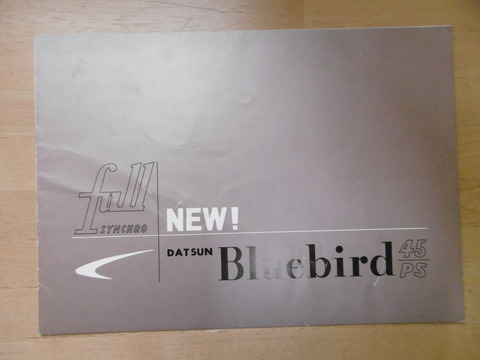 full
SYNCHRO
NEW!
DATSUN Bluebird 45
PS